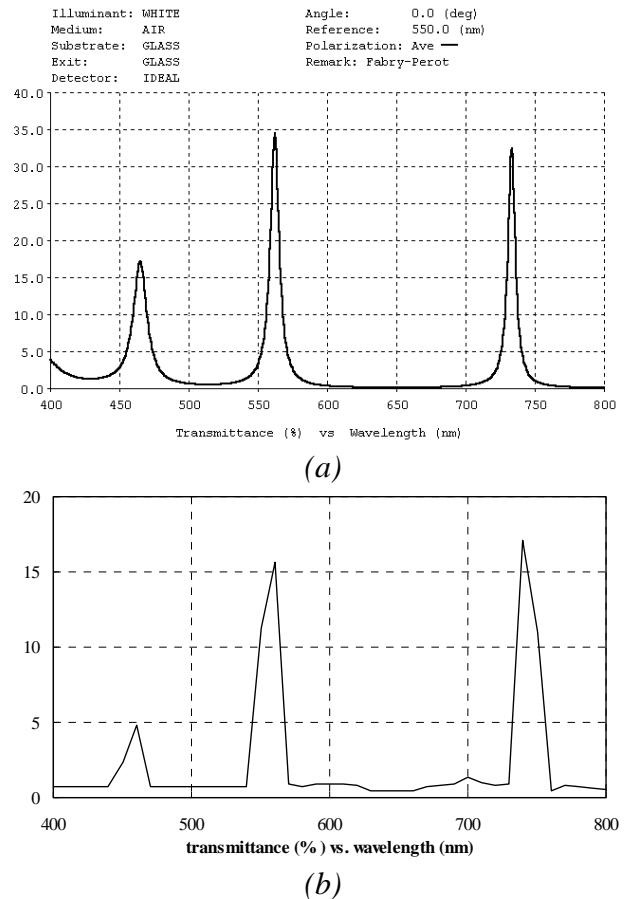 Illuminant: WHITE Angle: 0.0 (deg)
Medium: AIR Reference: 550.0 (nm)
Substrate: GLASS Polarization: Ave
Exit: GLASS Remark: Fabry-Perot
Detector: IDEAL
40.0
35.0
30.0
25.0
20.0
15.0
10.0
5.0
0.0
400 450 500 550 600 650 700 750 800
Transmittance (%) vs Wavelength (nm)
(a)
20
15
10
5
0
400 500 600 700 800
transmittance (% ) vs. wavelength (nm)
(b)